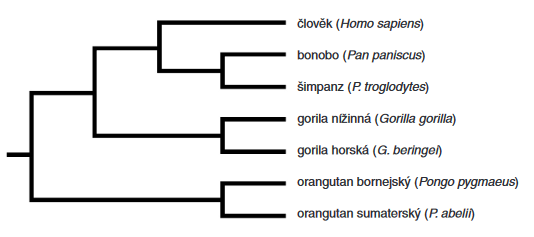 člověk (Homo sapiens)
bonobo (Pan paniscus)
šimpanz (P. troglodytes)
gorila nížinná (Gorilla gorilla)
gorila horská (G. beringei)
orangutan bornejský (Pongo pygmaeus)
orangutan sumaterský (P. abelii)